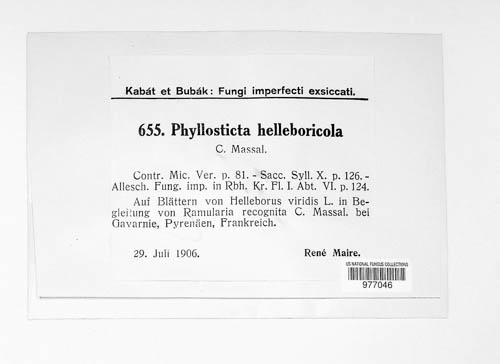 Kabát et Bubák: Fungi imperfecti exsiccati.
655. Phyllosticta helleboricola
C. Massal.
Contr. Mic. Ver. p. 81. - Sacc. Syll. X. p. 126. -
Allesch. Fung. imp. in Rbh. Kr. Fl. I. Abt. VI. p. 124.
Auf Blättern von Helleborus viridis L. in Be-
gleitung von Ramularia recognita C. Massal. bei
Gavarnie, Pyrenäen, Frankreich.
29. Juli 1906. René Maire.
US NATIONAL FUNGUS COLLECTIONS
977046